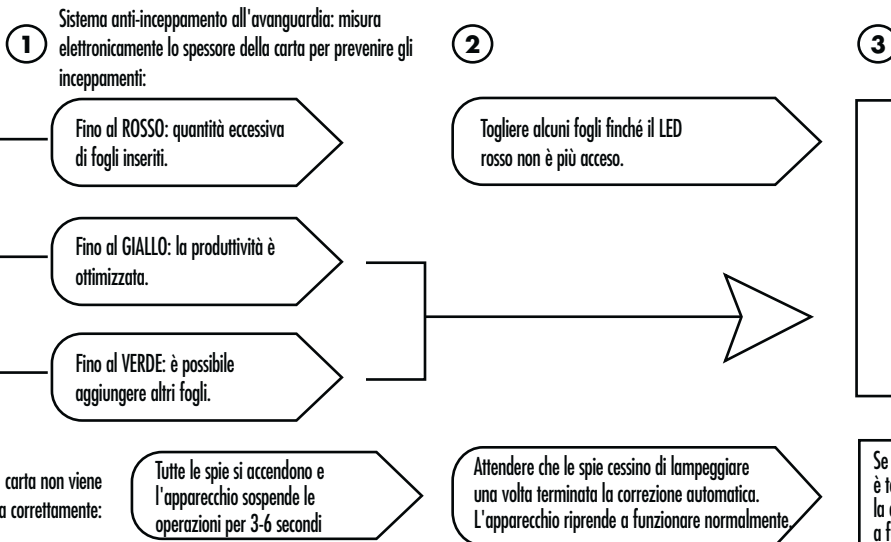 1
Sistema anti-inceppamento all'avanguardia: misura
elettronicamente lo spessore della carta per prevenire gli
inceppamenti:
2
3
Fino al ROSSO: quantità eccessiva
di fogli inseriti.
Togliere alcuni fogli finché il LED
rosso non è più acceso.
Fino al GIALLO: la produttività è
ottimizzata.
Fino al VERDE: è possibile
aggiungere altri fogli.
carta non viene
a correttamente:
Tutte le spie si accendono e
l'apparecchio sospende le
operazioni per 3-6 secondi
Attendere che le spie cessino di lampeggiare
una volta terminata la correzione automatica.
L'apparecchio riprende a funzionare normalmente.
Se
è t
la
a f